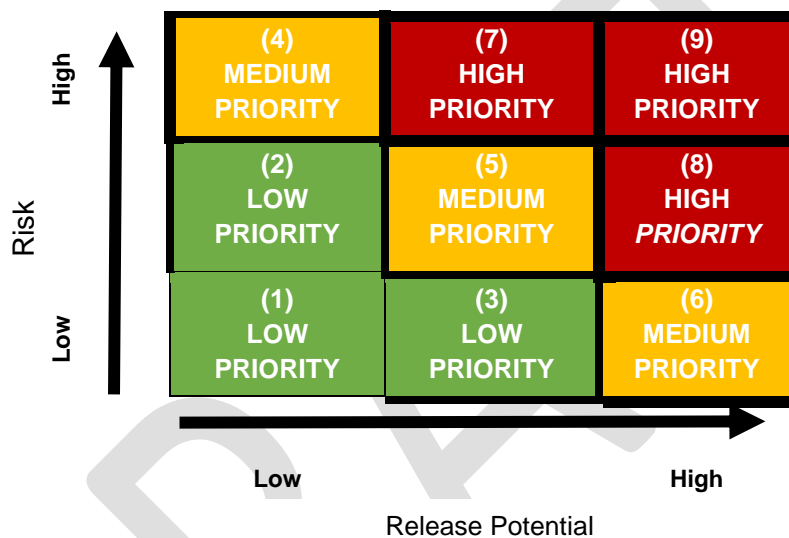 (4)
MEDIUM
PRIORITY
(7)
HIGH
PRIORITY
(9)
HIGH
PRIORITY
(2)
LOW
PRIORITY
(5)
MEDIUM
PRIORITY
(8)
HIGH
PRIORITY
(1)
LOW
PRIORITY
(3)
LOW
PRIORITY
(6)
MEDIUM
PRIORITY
High
Risk
Low
Low
High
Release Potential